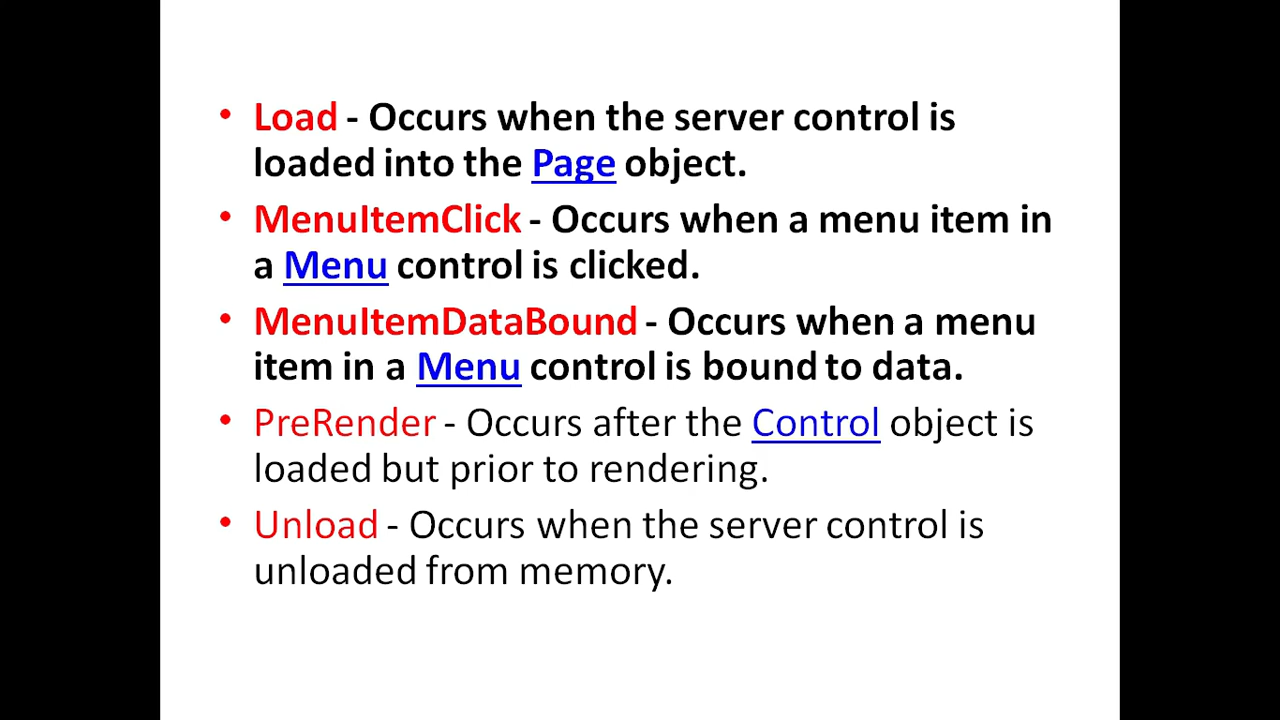 • Load - Occurs when the server control is
loaded into the Page object.
• MenuItemClick - Occurs when a menu item in
a Menu control is clicked.
• MenuItemDataBound - Occurs when a menu
item in a Menu control is bound to data.
• PreRender - Occurs after the Control object is
loaded but prior to rendering.
• Unload - Occurs when the server control is
unloaded from memory.